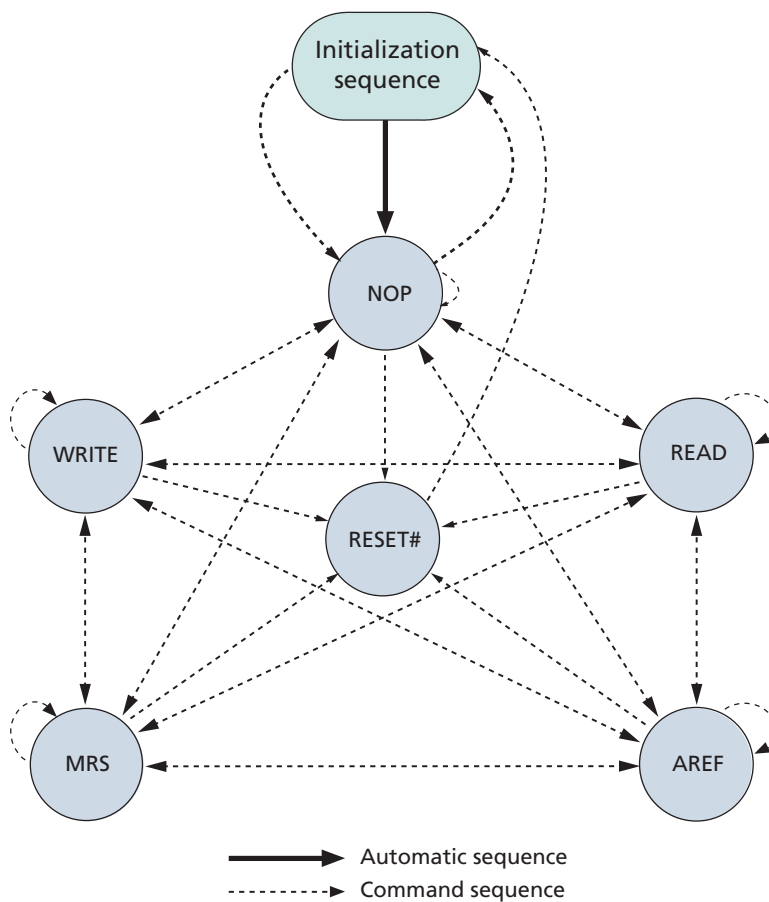 Initialization
sequence
NOP
WRITE
READ
RESET#
MRS
AREF
Automatic sequence
Command sequence